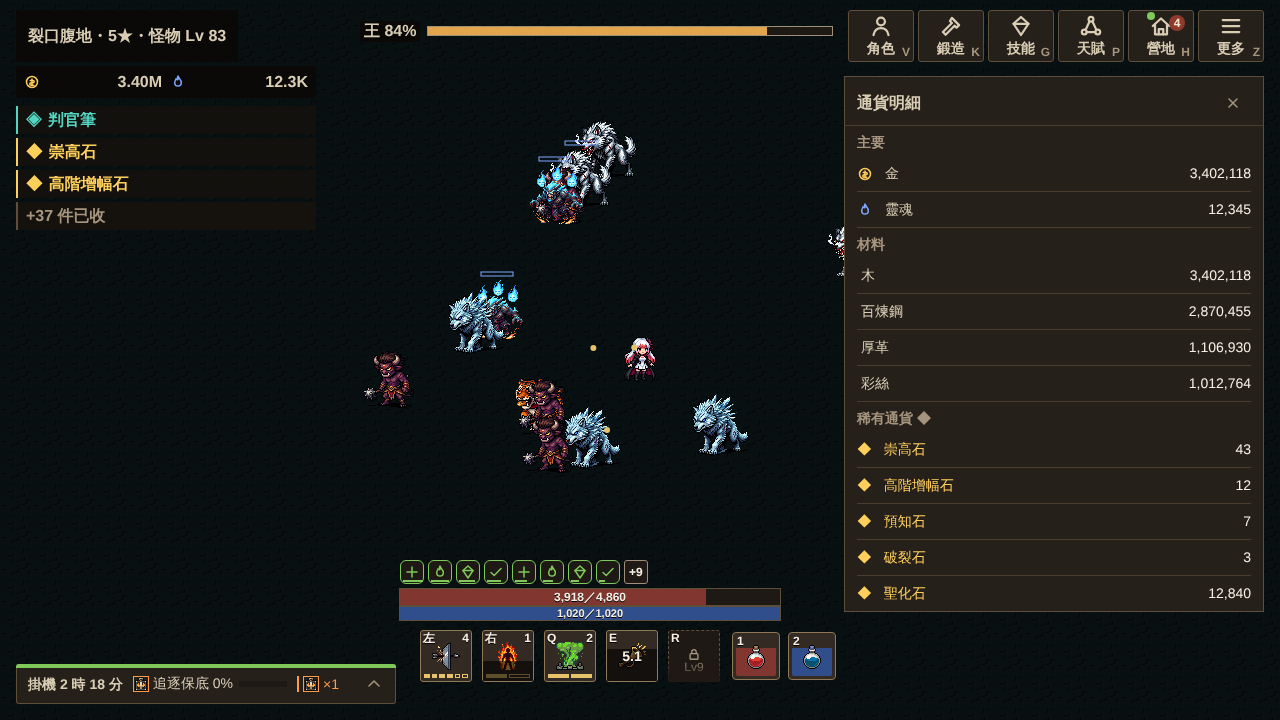 裂口腹地・5★・怪物 Lv 83
3.40M 12.3K
判官筆
崇高石
高階增幅石
+37 件已收
王 84%
角色 V
鍛造 K
技能 G
天賦 P
營地 H 4
更多 Z
通貨明細 ×
主要
金 3,402,118
靈魂 12,345
材料
木 3,402,118
百煉鋼 2,870,455
厚革 1,106,930
彩絲 1,012,764
稀有通貨 ◆
崇高石 43
高階增幅石 12
預知石 7
破裂石 3
聖化石 12,840
+9
3,918／4,860
1,020／1,020
左 4
右 1
Q 2
E 5.1
R Lv9
1
2
掛機 2 時 18 分 追逐保底 0% ×1